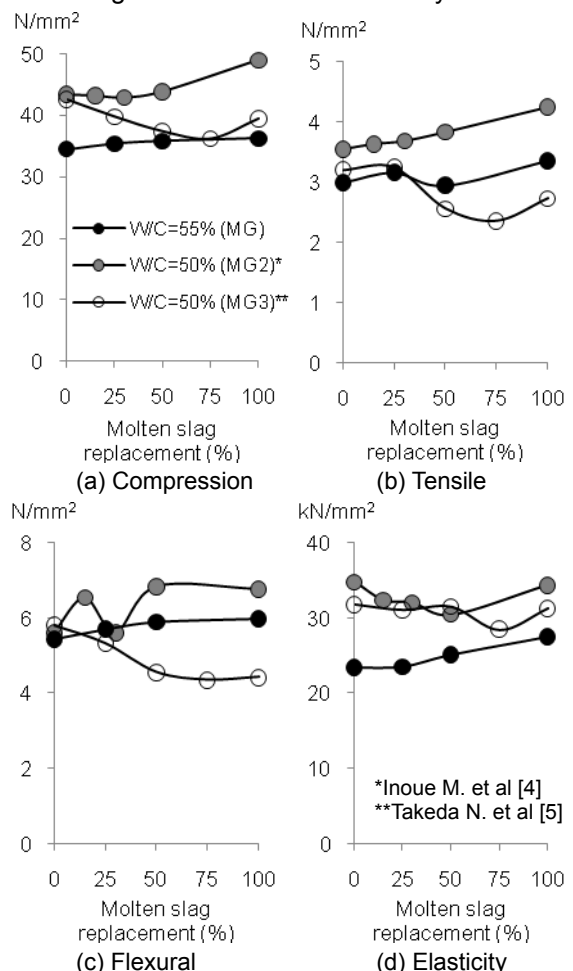 N/mm²
50
40
30
20
10
0
W/C=55% (MG)
W/C=50% (MG2)*
W/C=50% (MG3)**
0 25 50 75 100
Molten slag
replacement (%)
(a) Compression
N/mm²
5
4
3
2
1
0
0 25 50 75 100
Molten slag
replacement (%)
(b) Tensile
N/mm²
8
6
4
2
0
0 25 50 75 100
Molten slag
replacement (%)
(c) Flexural
kN/mm²
40
30
20
10
0
*Inoue M. et al [4]
**Takeda N. et al [5]
0 25 50 75 100
Molten slag
replacement (%)
(d) Elasticity